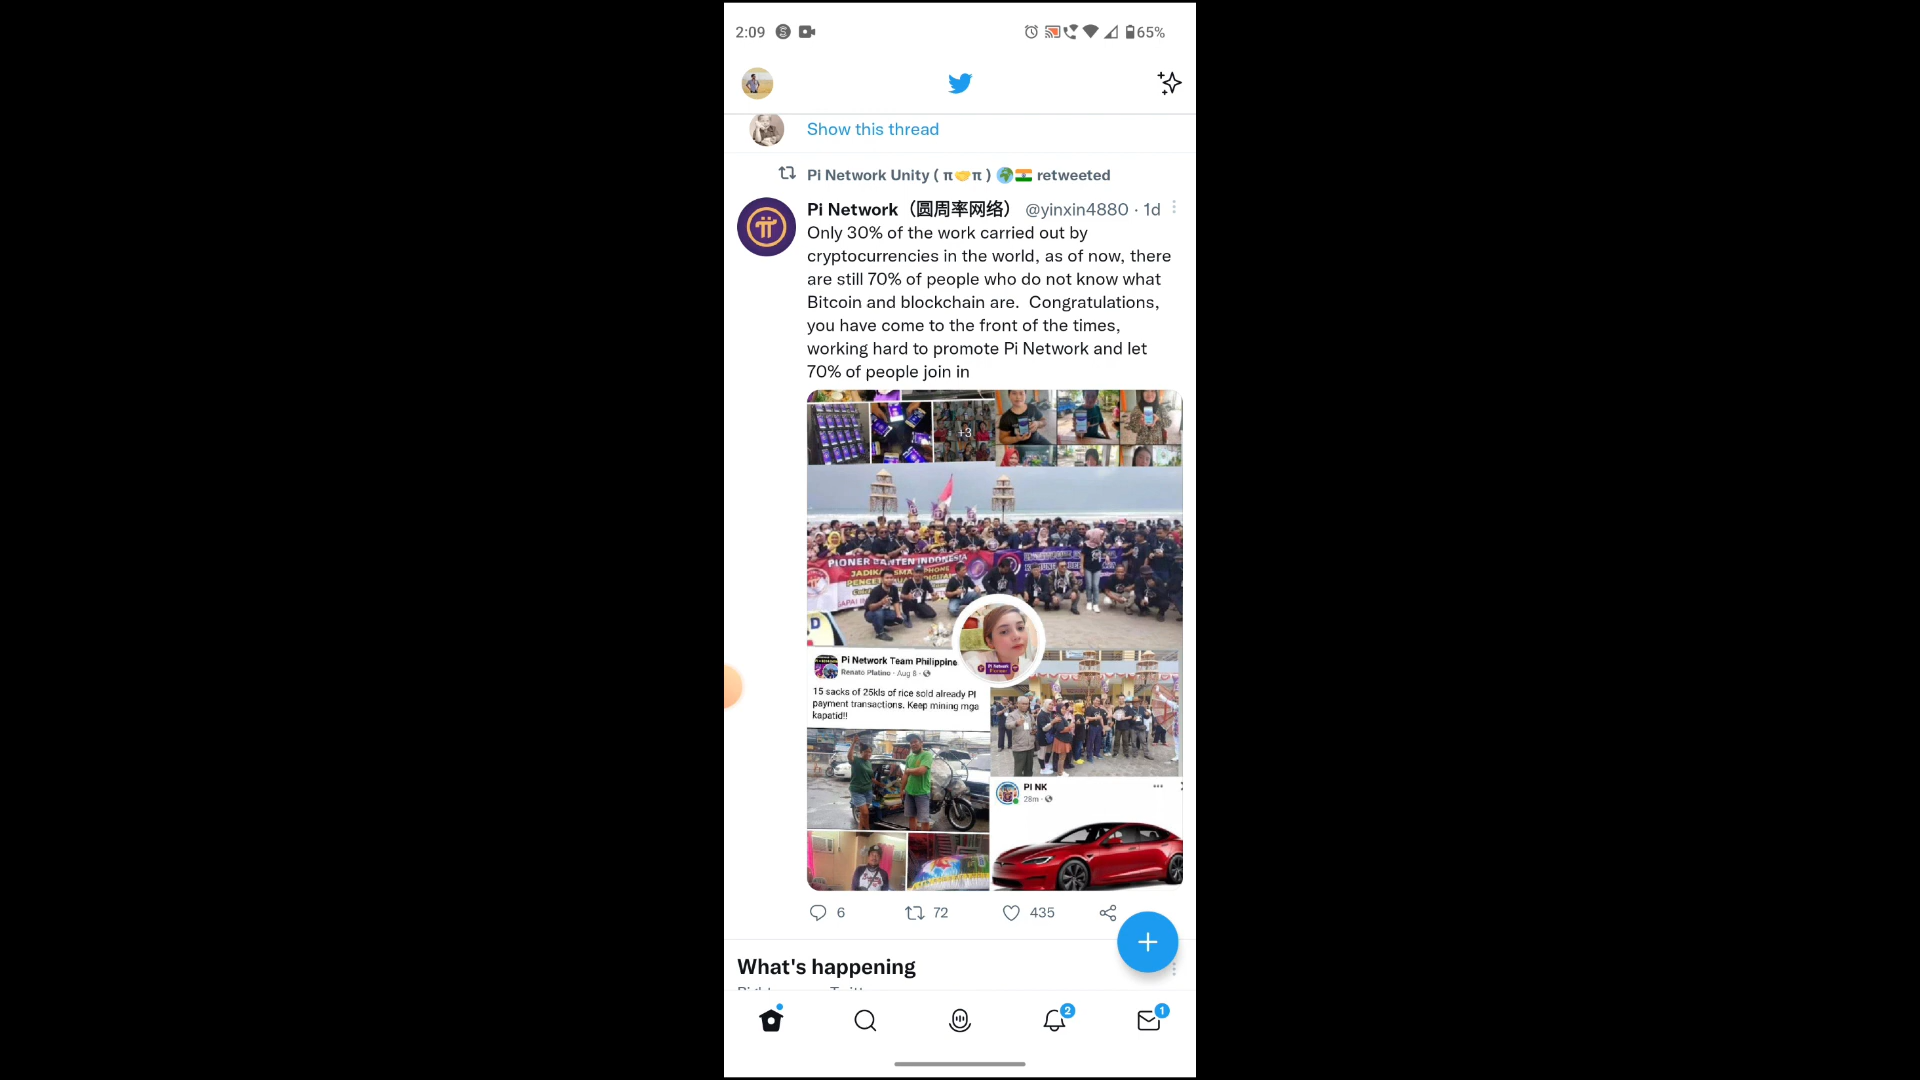 2:09
65%
Show this thread
Pi Network Unity ( π🤝π ) 🌍🇮🇳 retweeted
Pi Network（圆周率网络） @yinxin4880 · 1d
Only 30% of the work carried out by
cryptocurrencies in the world, as of now, there
are still 70% of people who do not know what
Bitcoin and blockchain are.  Congratulations,
you have come to the front of the times,
working hard to promote Pi Network and let
70% of people join in
+3
PIONER BANTEN INDONESIA
Pi Network Team Philippine
Renato Platino · Aug 8 ·
15 sacks of 25kls of rice sold already PI
payment transactions. Keep mining mga
kapatid!!
PI NK
28m ·
6
72
435
What's happening
2
1